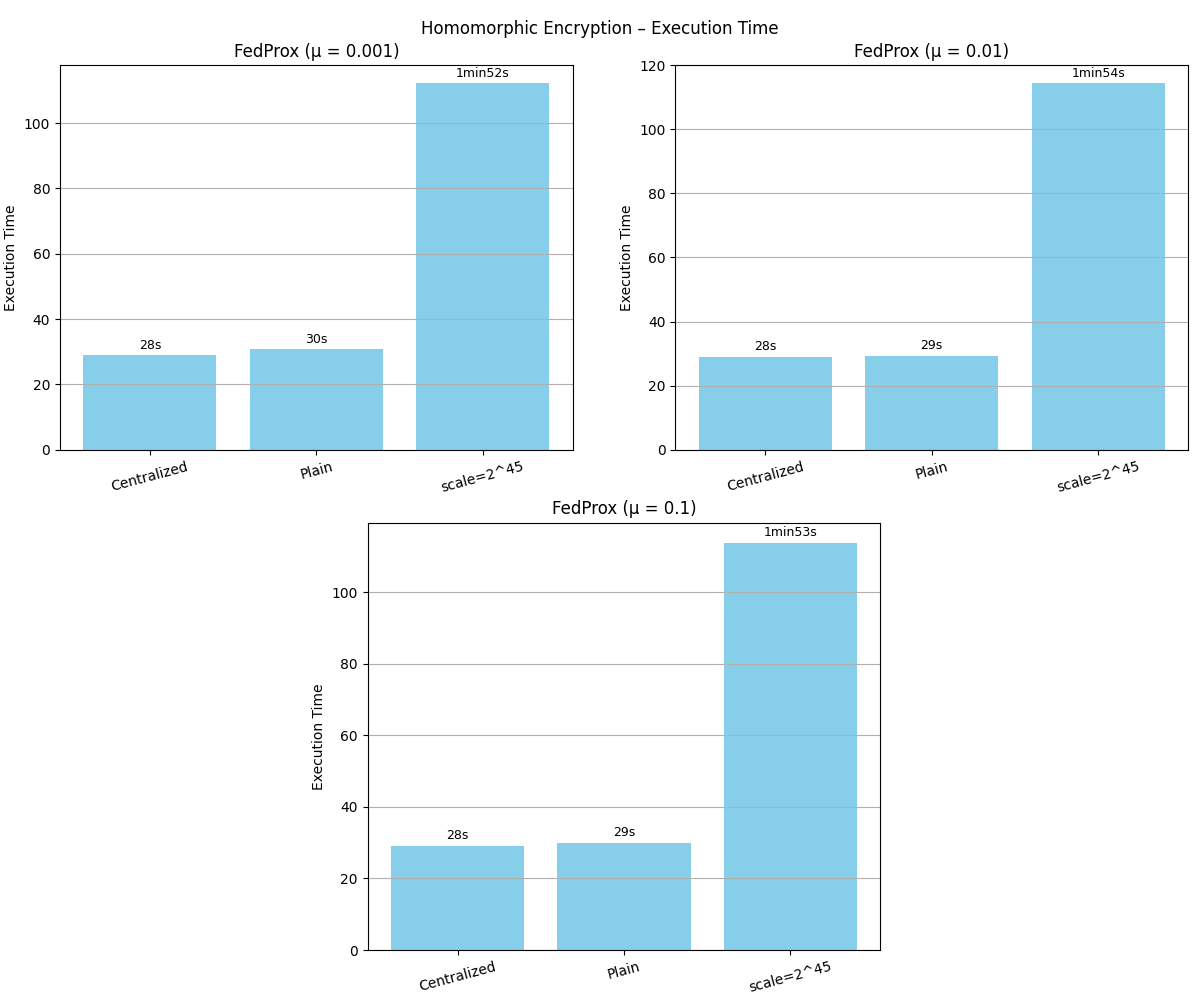 Homomorphic Encryption – Execution Time
FedProx (μ = 0.001)
Execution Time
0
20
40
60
80
100
28s
30s
1min52s
Centralized
Plain
scale=2^45
FedProx (μ = 0.01)
Execution Time
0
20
40
60
80
100
120
28s
29s
1min54s
Centralized
Plain
scale=2^45
FedProx (μ = 0.1)
Execution Time
0
20
40
60
80
100
28s
29s
1min53s
Centralized
Plain
scale=2^45